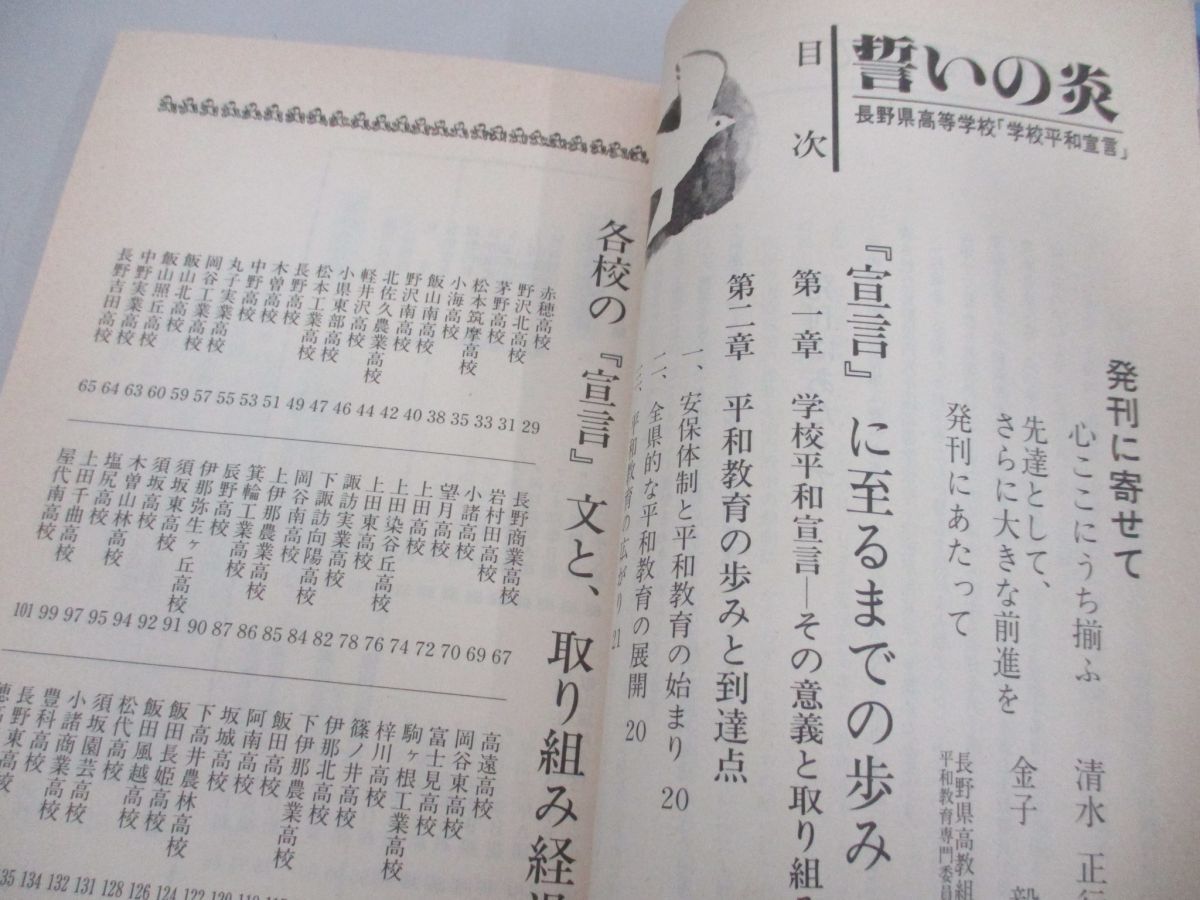 誓いの炎
長野県高等学校「学校平和宣言」
目次
発刊に寄せて
心ここにうち揃ふ 清水 正
先達として、
さらに大きな前進を 金子 毅
発刊にあたって 長野県高教組
平和教育専門委員
『宣言』に至るまでの歩み
第一章 学校平和宣言―その意義と取り組み
第二章 平和教育の歩みと到達点
一、安保体制と平和教育の始まり 20
二、全県的な平和教育の展開 20
三、平和教育の広がり 21
各校の『宣言』文と、取り組み経過
赤穂高校 29
野沢北高校 31
茅野高校 33
松本筑摩高校 35
小海高校 38
飯山南高校 40
野沢南高校 42
北佐久農業高校 44
軽井沢高校 46
小県東部高校 47
松本工業高校 49
長野高校 51
木曽高校 53
中野高校 55
丸子実業高校 57
岡谷工業高校 59
飯山北高校 60
飯山照丘高校 63
中野実業高校 64
長野吉田高校 65
長野商業高校 67
岩村田高校 69
小諸高校 70
望月高校 72
上田高校 74
上田染谷丘高校 76
上田東高校 78
諏訪実業高校 82
下諏訪向陽高校 84
岡谷南高校 85
上伊那農業高校 86
箕輪工業高校 87
辰野高校 90
伊那弥生ヶ丘高校 91
須坂東高校 92
須坂高校 94
木曽山林高校 95
塩尻高校 97
上田千曲高校 99
屋代南高校 101
高遠高校
岡谷東高校
富士見高校
駒ヶ根工業高校
梓川高校
篠ノ井高校
伊那北高校
下伊那農業高校
飯田高校
阿南高校
坂城高校
下高井農林高校
飯田長姫高校 122
飯田風越高校 124
松代高校 126
須坂園芸高校 128
小諸商業高校 131
豊科高校 132
長野東高校 134
穂高高校 135